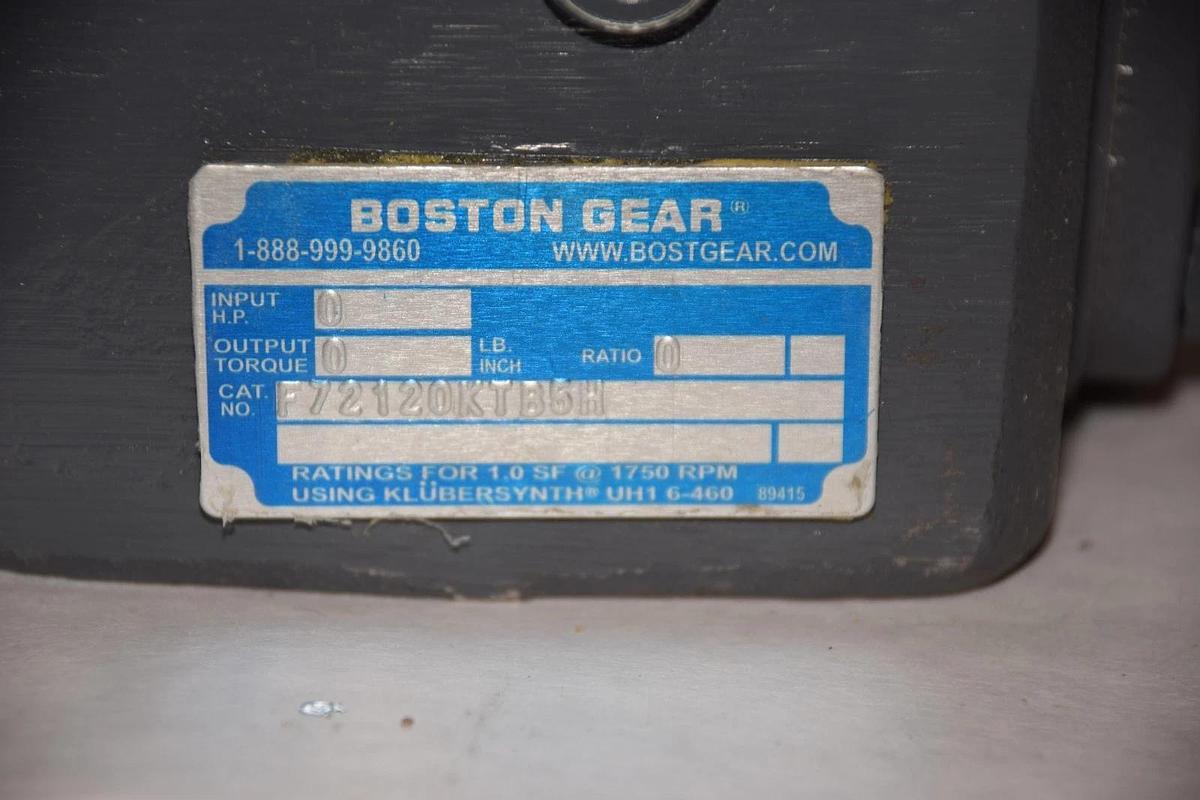 BOSTON GEAR®
1-888-999-9860 WWW.BOSTGEAR.COM
INPUT H.P. 0
OUTPUT TORQUE 0 LB. INCH RATIO 0
CAT. NO. F72120KTB5H
RATINGS FOR 1.0 SF @ 1750 RPM
USING KLÜBERSYNTH® UH1 6-460 89415